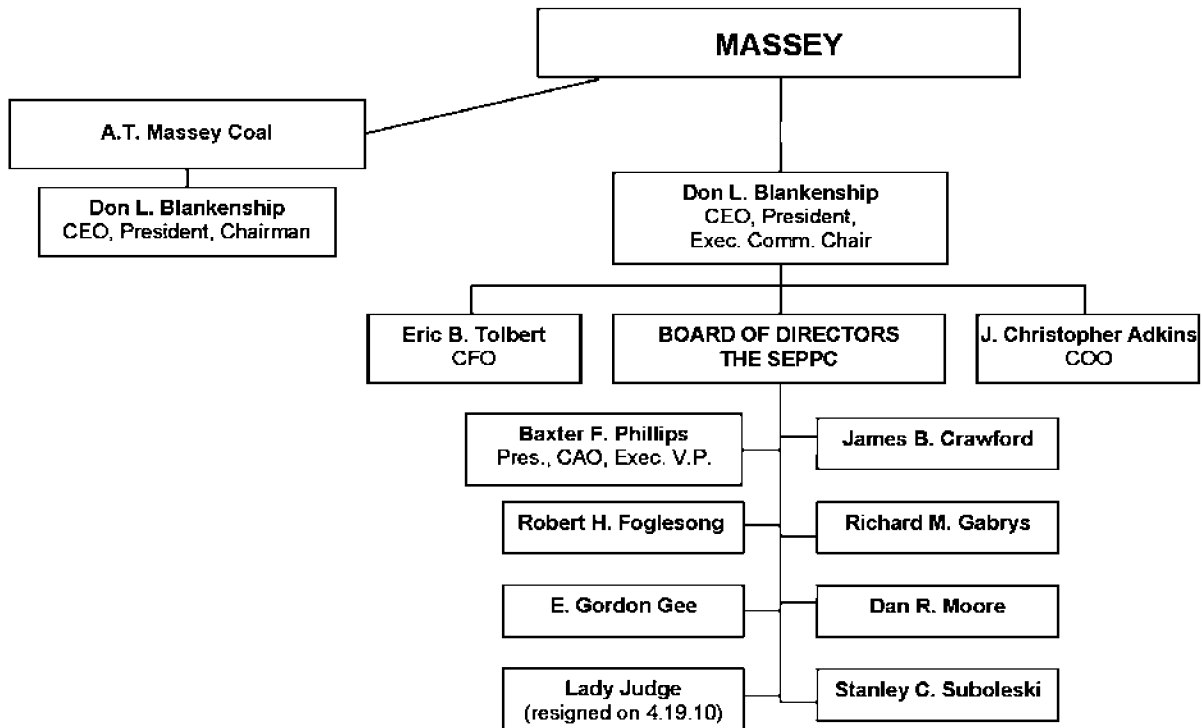 MASSEY
A.T. Massey Coal
Don L. Blankenship
CEO, President, Chairman
Don L. Blankenship
CEO, President,
Exec. Comm. Chair
Eric B. Tolbert
CFO
BOARD OF DIRECTORS
THE SEPPC
J. Christopher Adkins
COO
Baxter F. Phillips
Pres., CAO, Exec. V.P.
James B. Crawford
Robert H. Foglesong
Richard M. Gabrys
E. Gordon Gee
Dan R. Moore
Lady Judge
(resigned on 4.19.10)
Stanley C. Suboleski